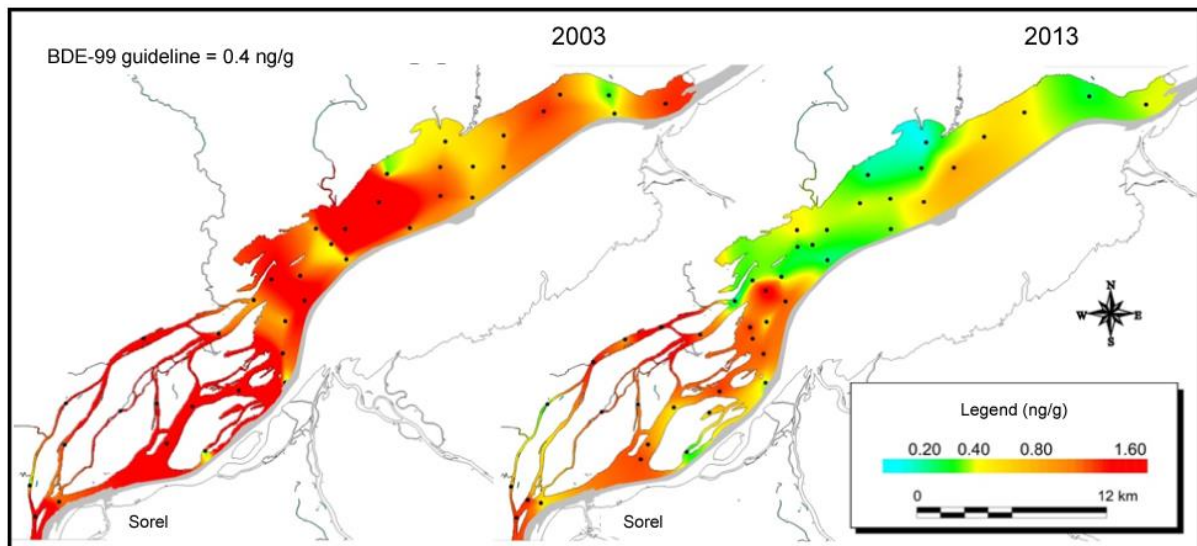 2003
2013
BDE-99 guideline = 0.4 ng/g
N
W E
S
Legend (ng/g)
0.20 0.40 0.80 1.60
0 12 km
Sorel
Sorel